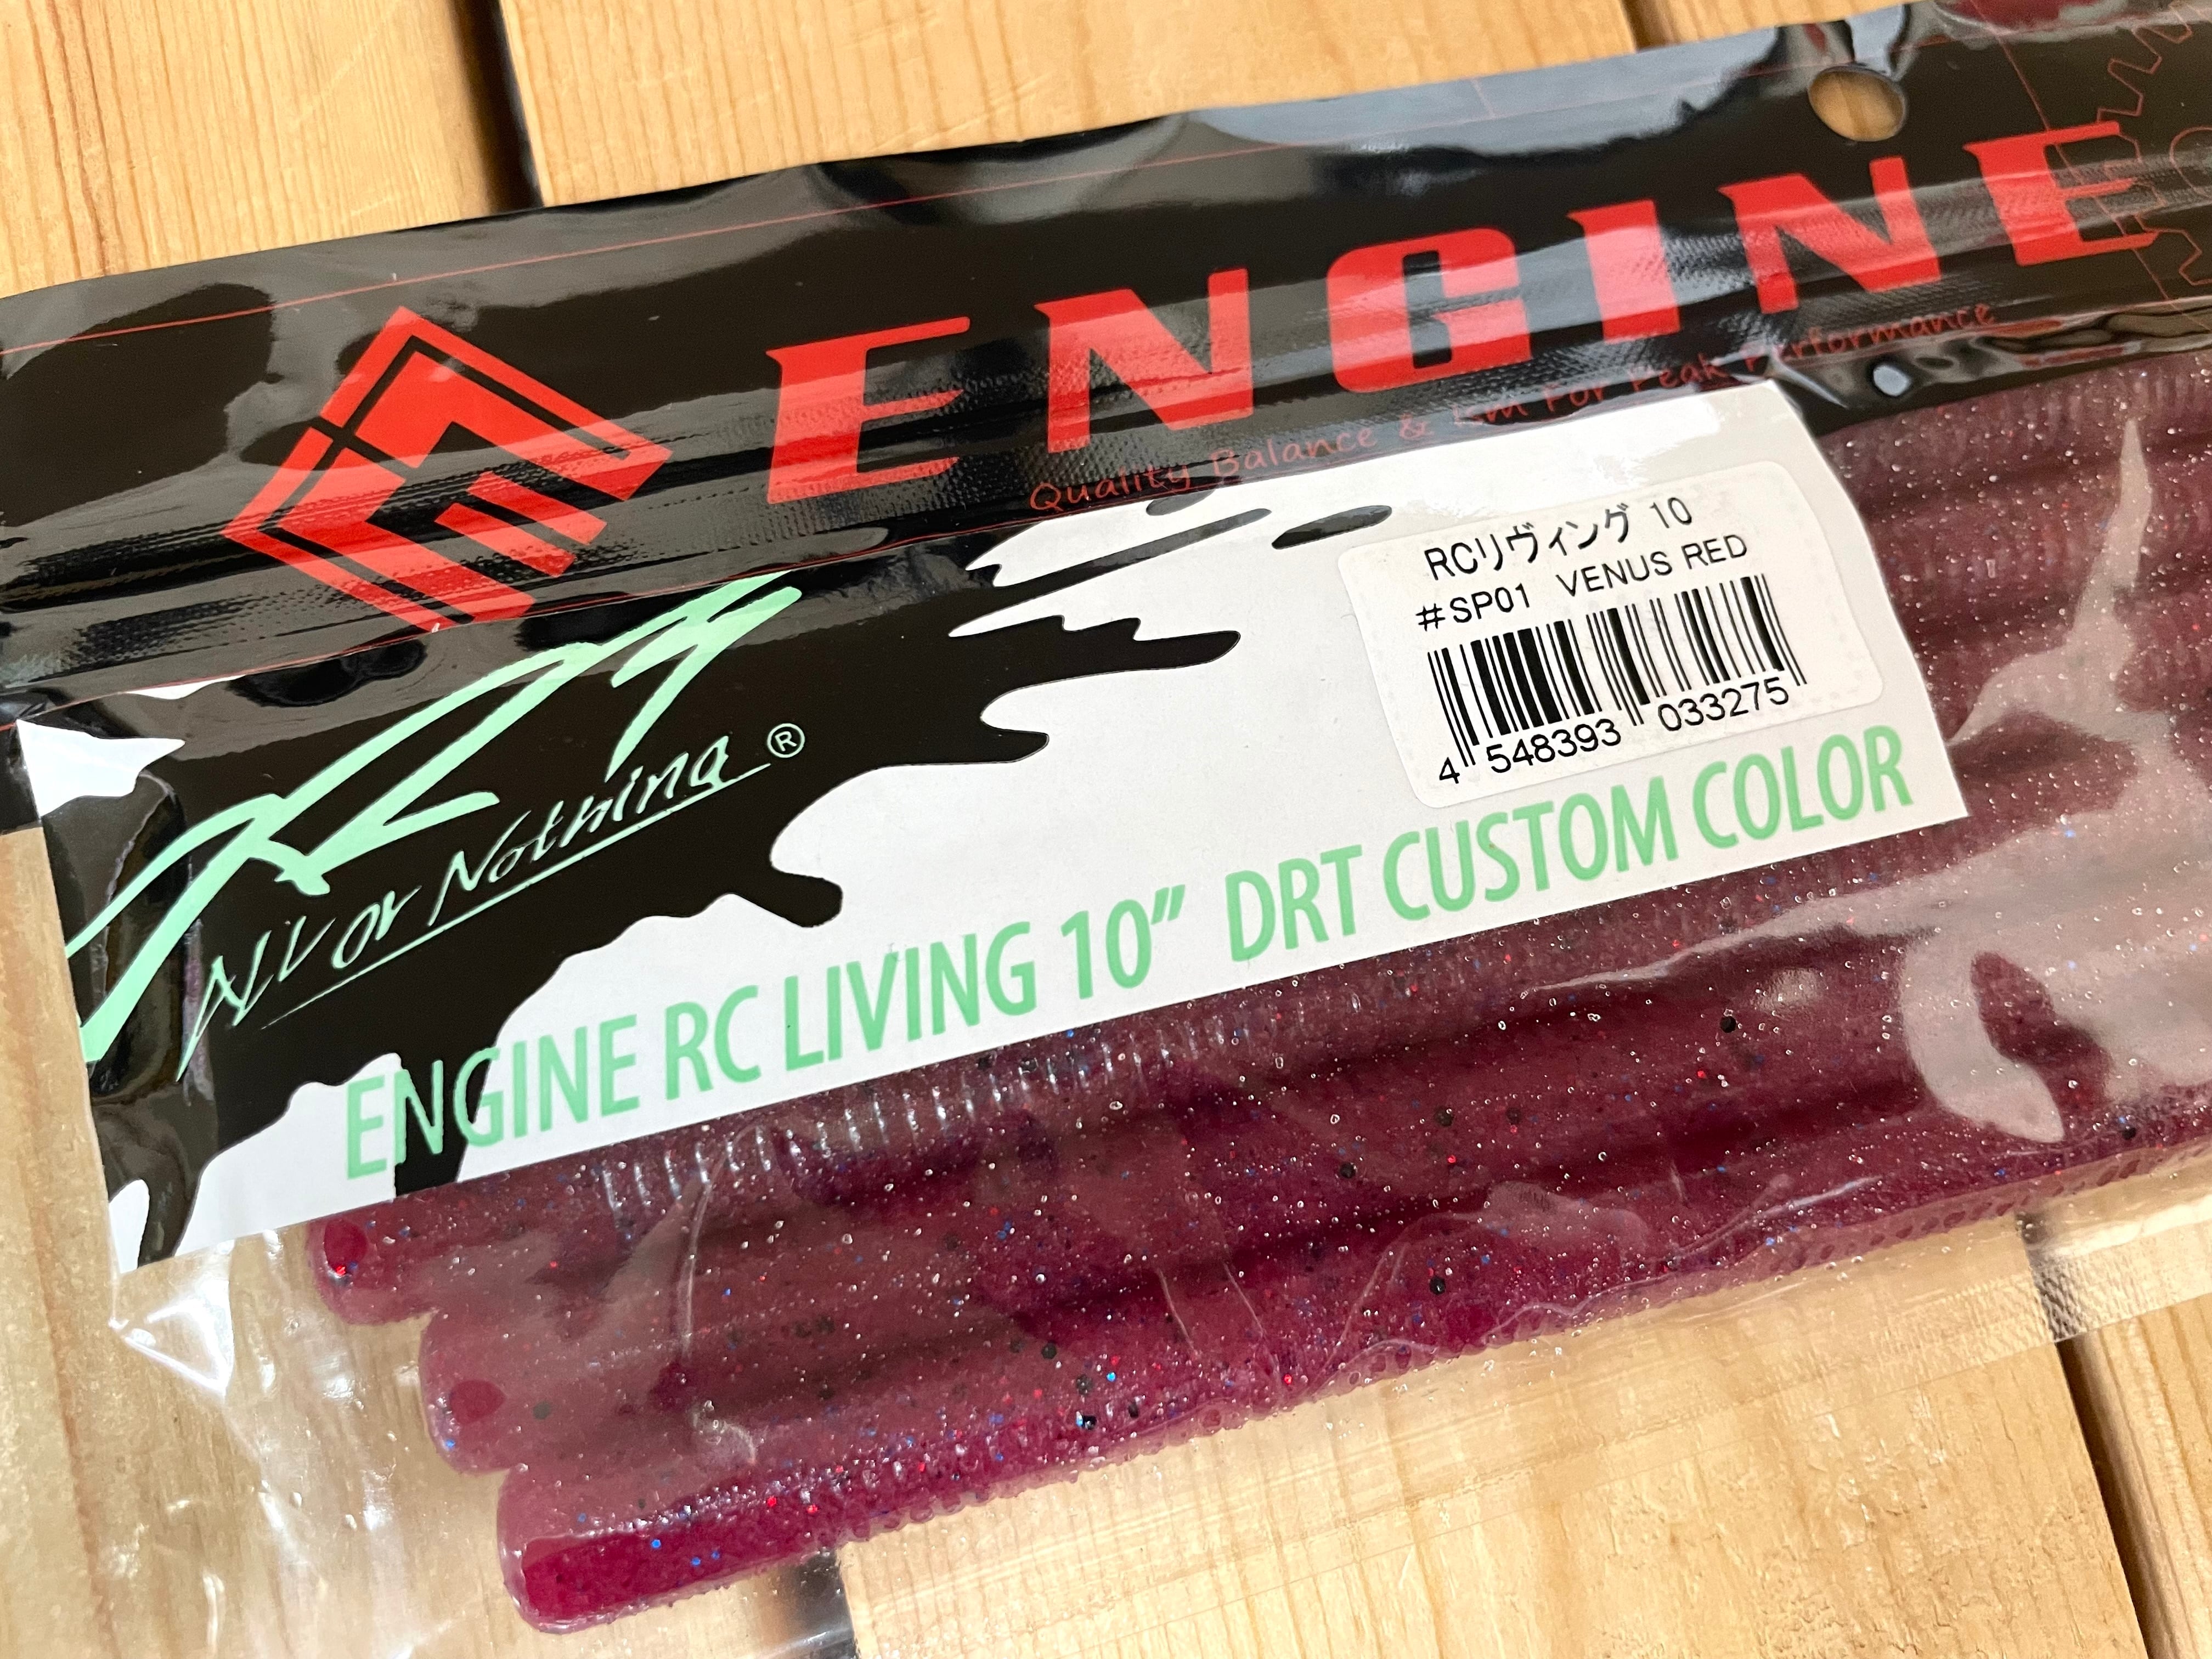 ENGINE
Quality Balance & Trim For Peak Performance
RCリヴィング 10
#SP01 VENUS RED
4 548393 033275
All or Nothing®
ENGINE RC LIVING 10" DRT CUSTOM COLOR